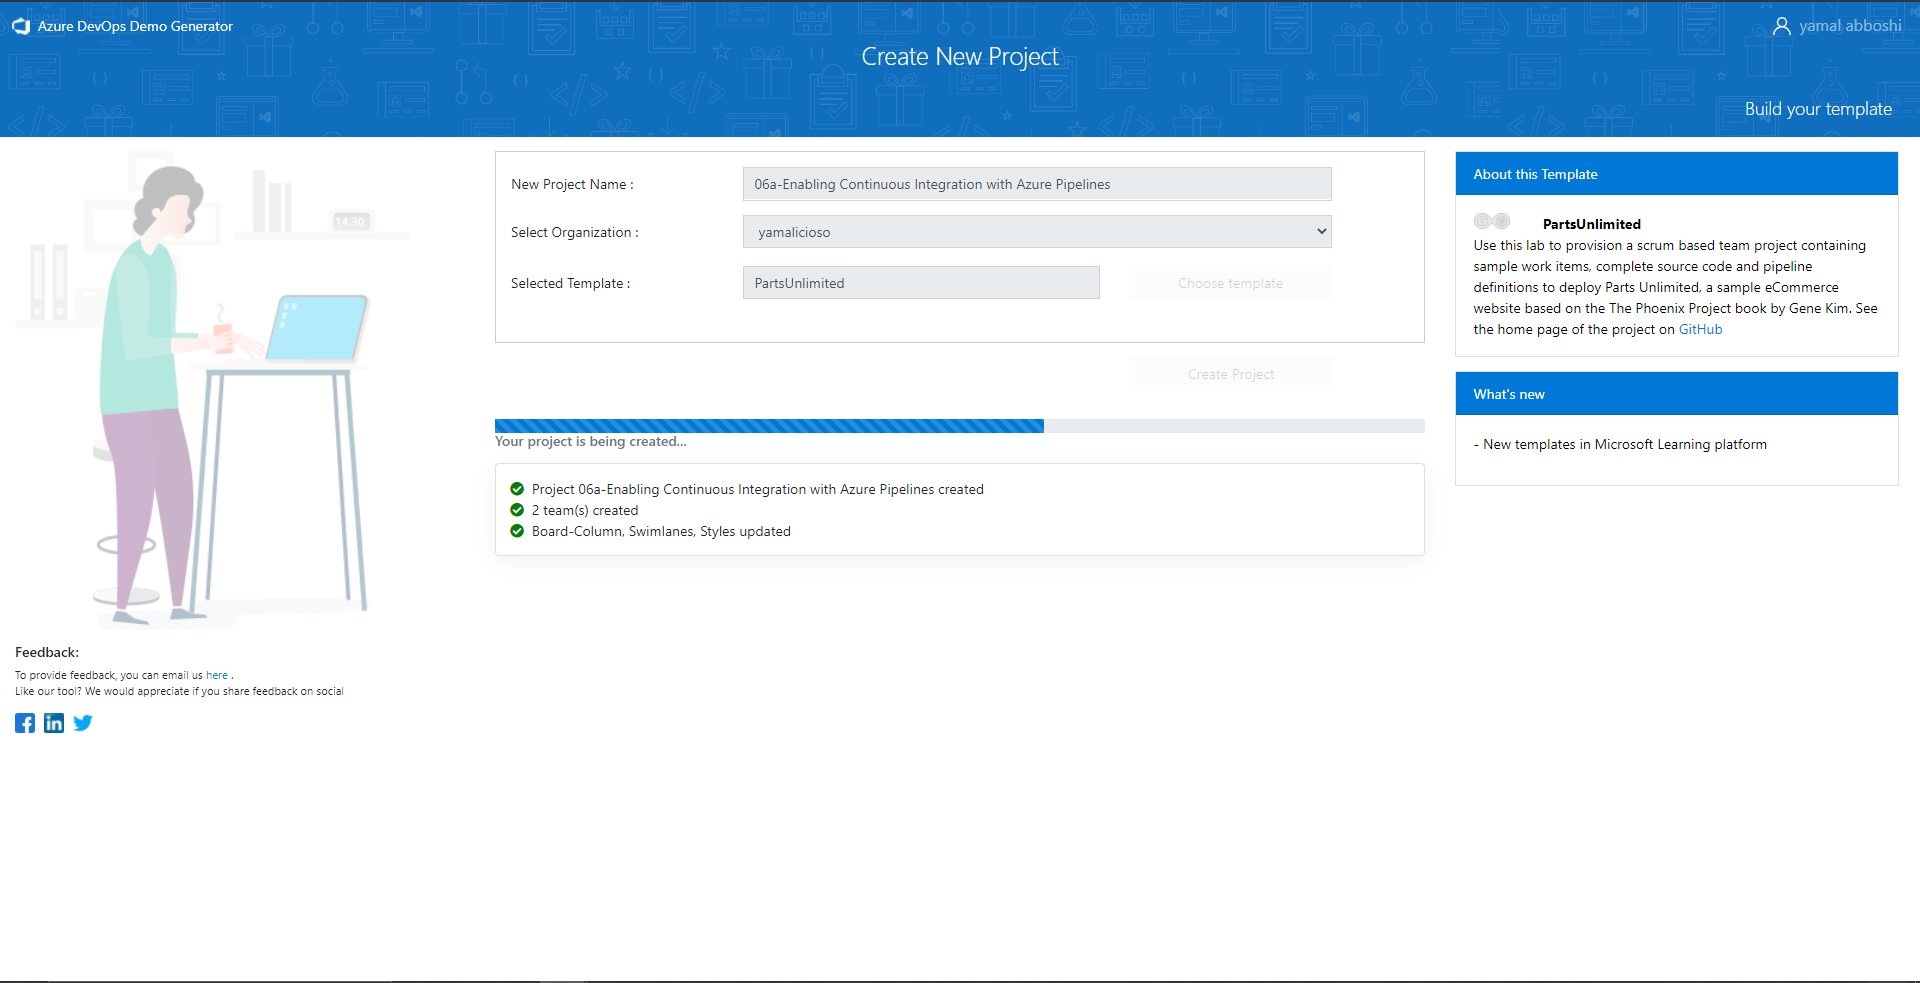 Azure DevOps Demo Generator
yamal abboshi
Create New Project
Build your template
14.30
New Project Name :
06a-Enabling Continuous Integration with Azure Pipelines
Select Organization :
yamalicioso
Selected Template :
PartsUnlimited
Choose template
Create Project
Your project is being created...
Project 06a-Enabling Continuous Integration with Azure Pipelines created
2 team(s) created
Board-Column, Swimlanes, Styles updated
About this Template
PartsUnlimited
Use this lab to provision a scrum based team project containing
sample work items, complete source code and pipeline
definitions to deploy Parts Unlimited, a sample eCommerce
website based on the The Phoenix Project book by Gene Kim. See
the home page of the project on GitHub
What's new
- New templates in Microsoft Learning platform
Feedback:
To provide feedback, you can email us here .
Like our tool? We would appreciate if you share feedback on social